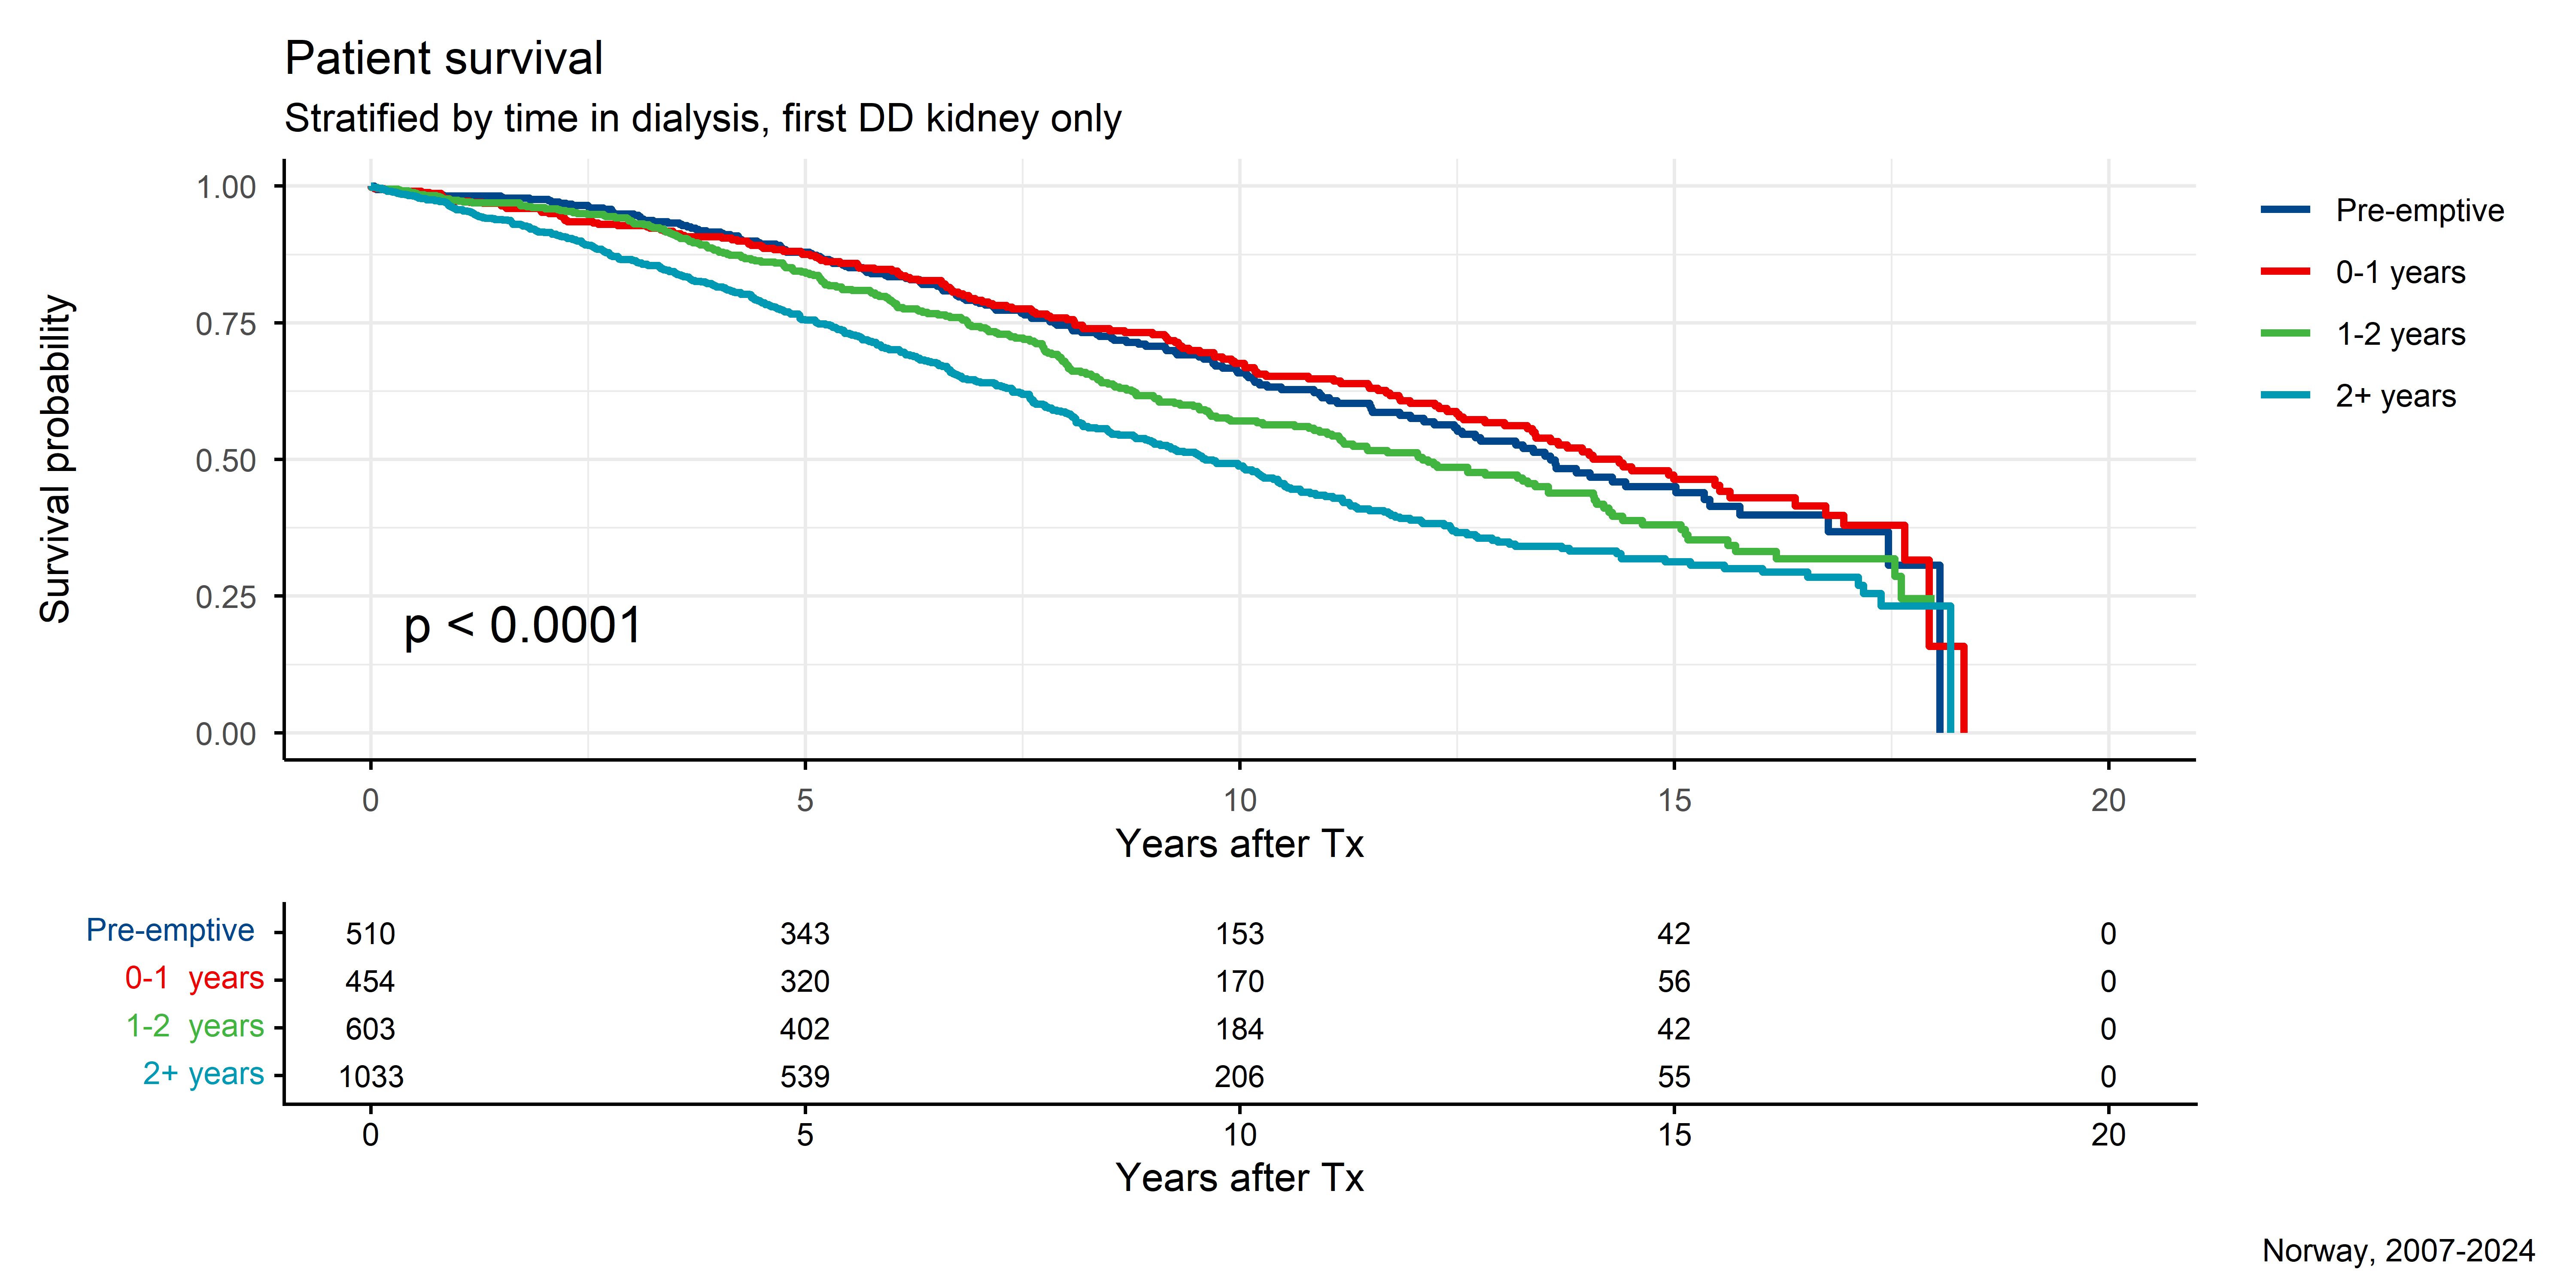 Patient survival
Stratified by time in dialysis, first DD kidney only
1.00
0.75
0.50
0.25
0.00
Survival probability
p < 0.0001
Pre-emptive
0-1 years
1-2 years
2+ years
0 5 10 15 20
Years after Tx
Pre-emptive 510 343 153 42 0
0-1 years 454 320 170 56 0
1-2 years 603 402 184 42 0
2+ years 1033 539 206 55 0
0 5 10 15 20
Years after Tx
Norway, 2007-2024